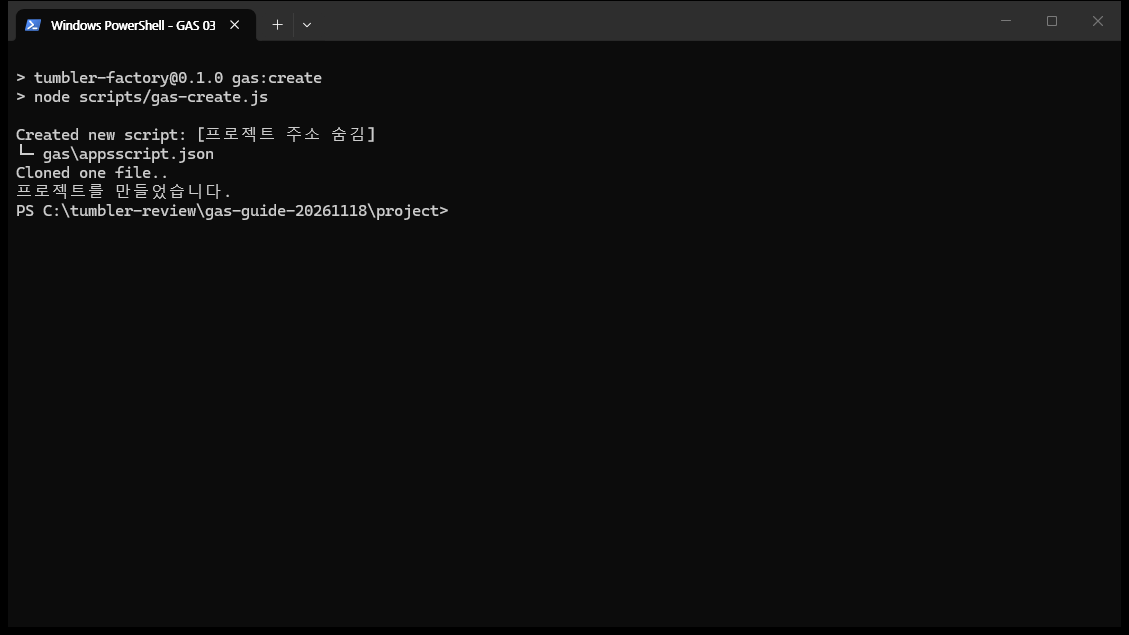 Windows PowerShell - GAS 03
> tumbler-factory@0.1.0 gas:create
> node scripts/gas-create.js
Created new script: [프로젝트 주소 숨김]
└─ gas\appsscript.json
Cloned one file..
프로젝트를 만들었습니다.
PS C:\tumbler-review\gas-guide-20261118\project>